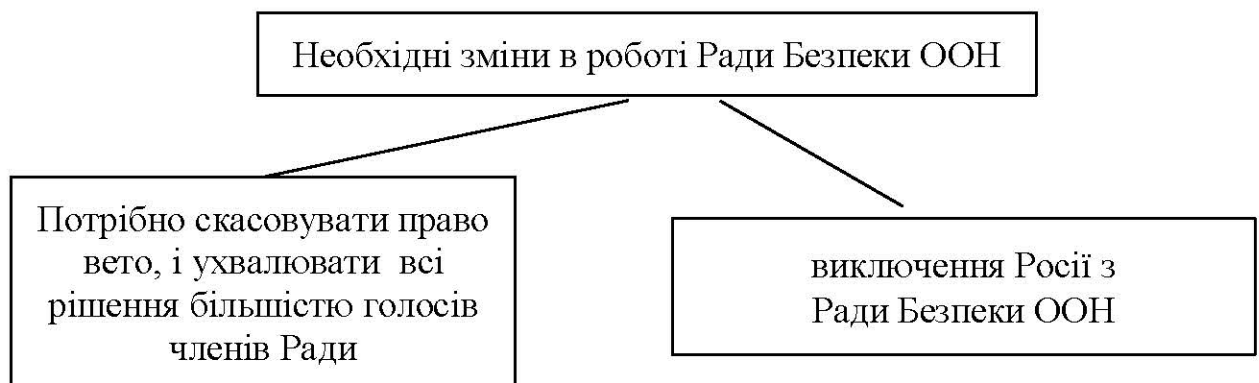 Необхідні зміни в роботі Ради Безпеки ООН
Потрібно скасовувати право
вето, і ухвалювати всі
рішення більшістю голосів
членів Ради
виключення Росії з
Ради Безпеки ООН